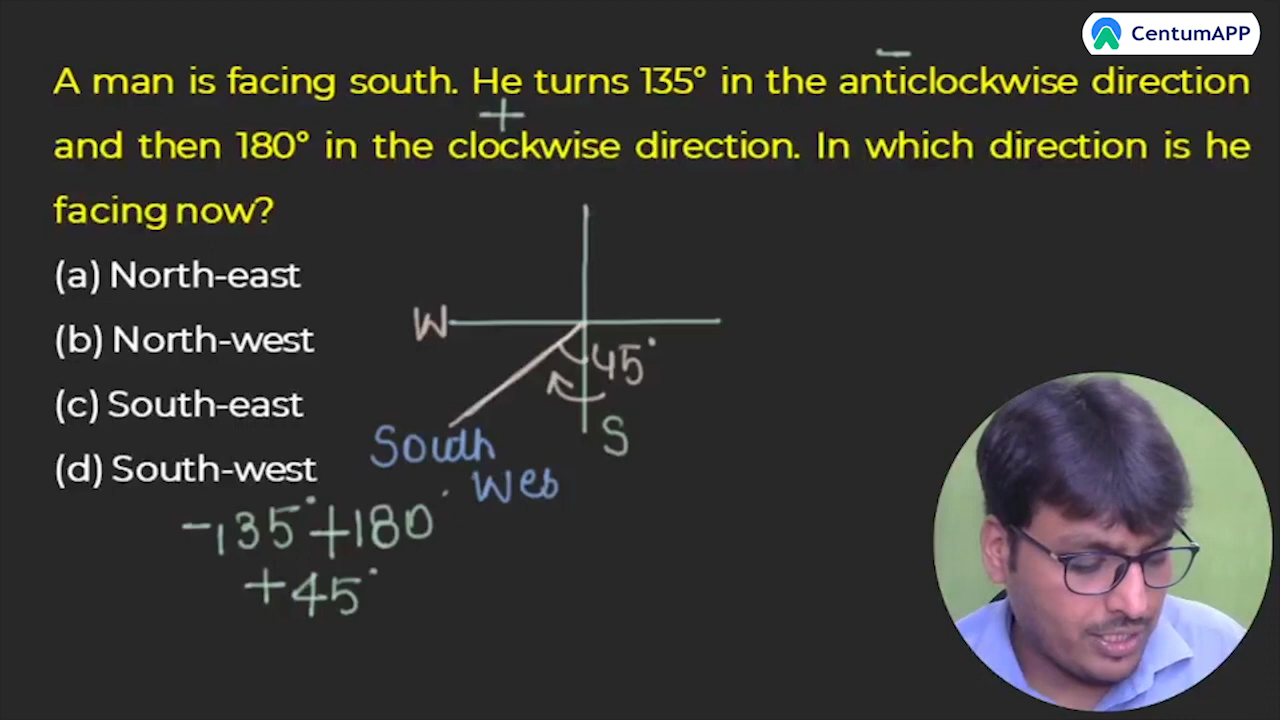 CentumAPP
−
A man is facing south. He turns 135° in the anticlockwise direction
+
and then 180° in the clockwise direction. In which direction is he
facing now?
(a) North-east
(b) North-west
(c) South-east
(d) South-west
W
45°
S
South
Wes
-135°+180°
+45°